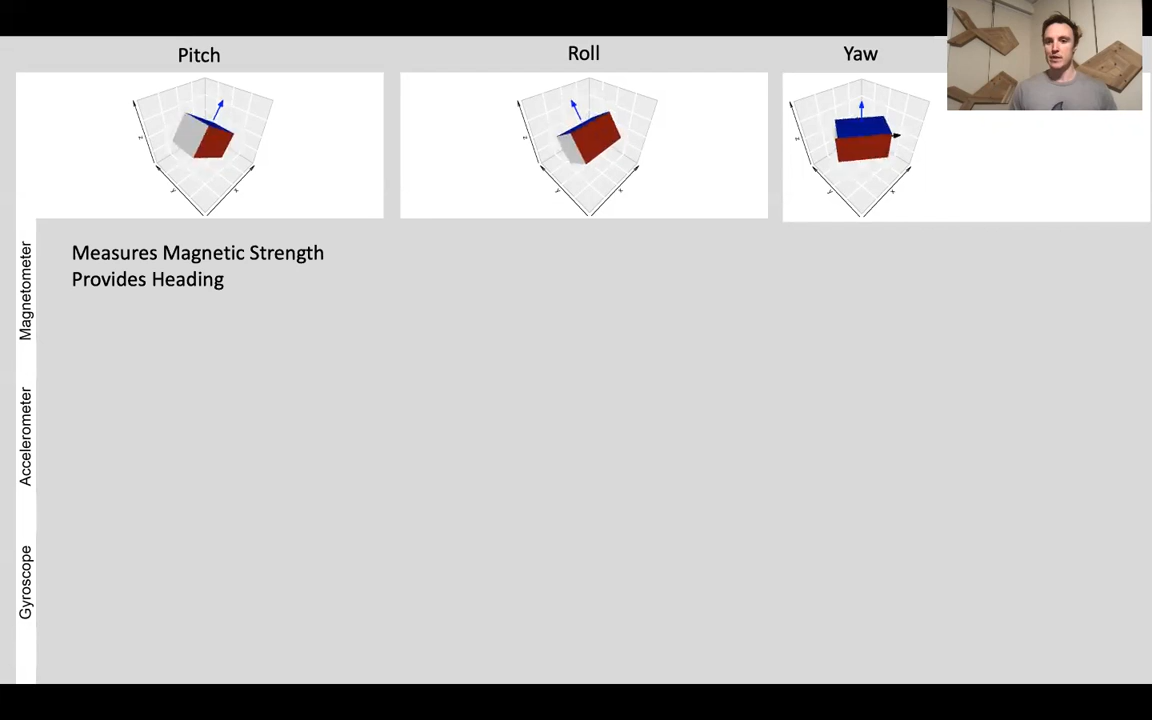 Pitch
Roll
Yaw
z
y
x
z
y
x
z
y
x
Magnetometer
Measures Magnetic Strength
Provides Heading
Accelerometer
Gyroscope